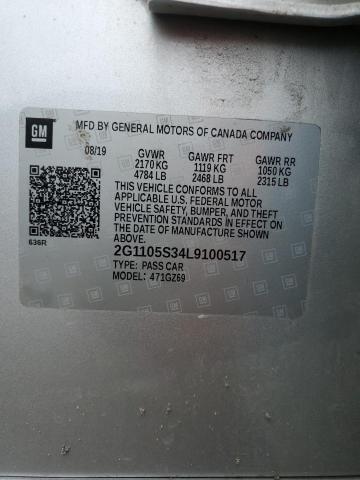 GM
MFD BY GENERAL MOTORS OF CANADA COMPANY
08/19 GVWR GAWR FRT GAWR RR
2170 KG 1119 KG 1050 KG
4784 LB 2468 LB 2315 LB
THIS VEHICLE CONFORMS TO ALL
APPLICABLE U.S. FEDERAL MOTOR
VEHICLE SAFETY, BUMPER, AND THEFT
PREVENTION STANDARDS IN EFFECT ON
THE DATE OF MANUFACTURE SHOWN
ABOVE.
636R
2G1105S34L9100517
TYPE: PASS CAR
MODEL: 471GZ69